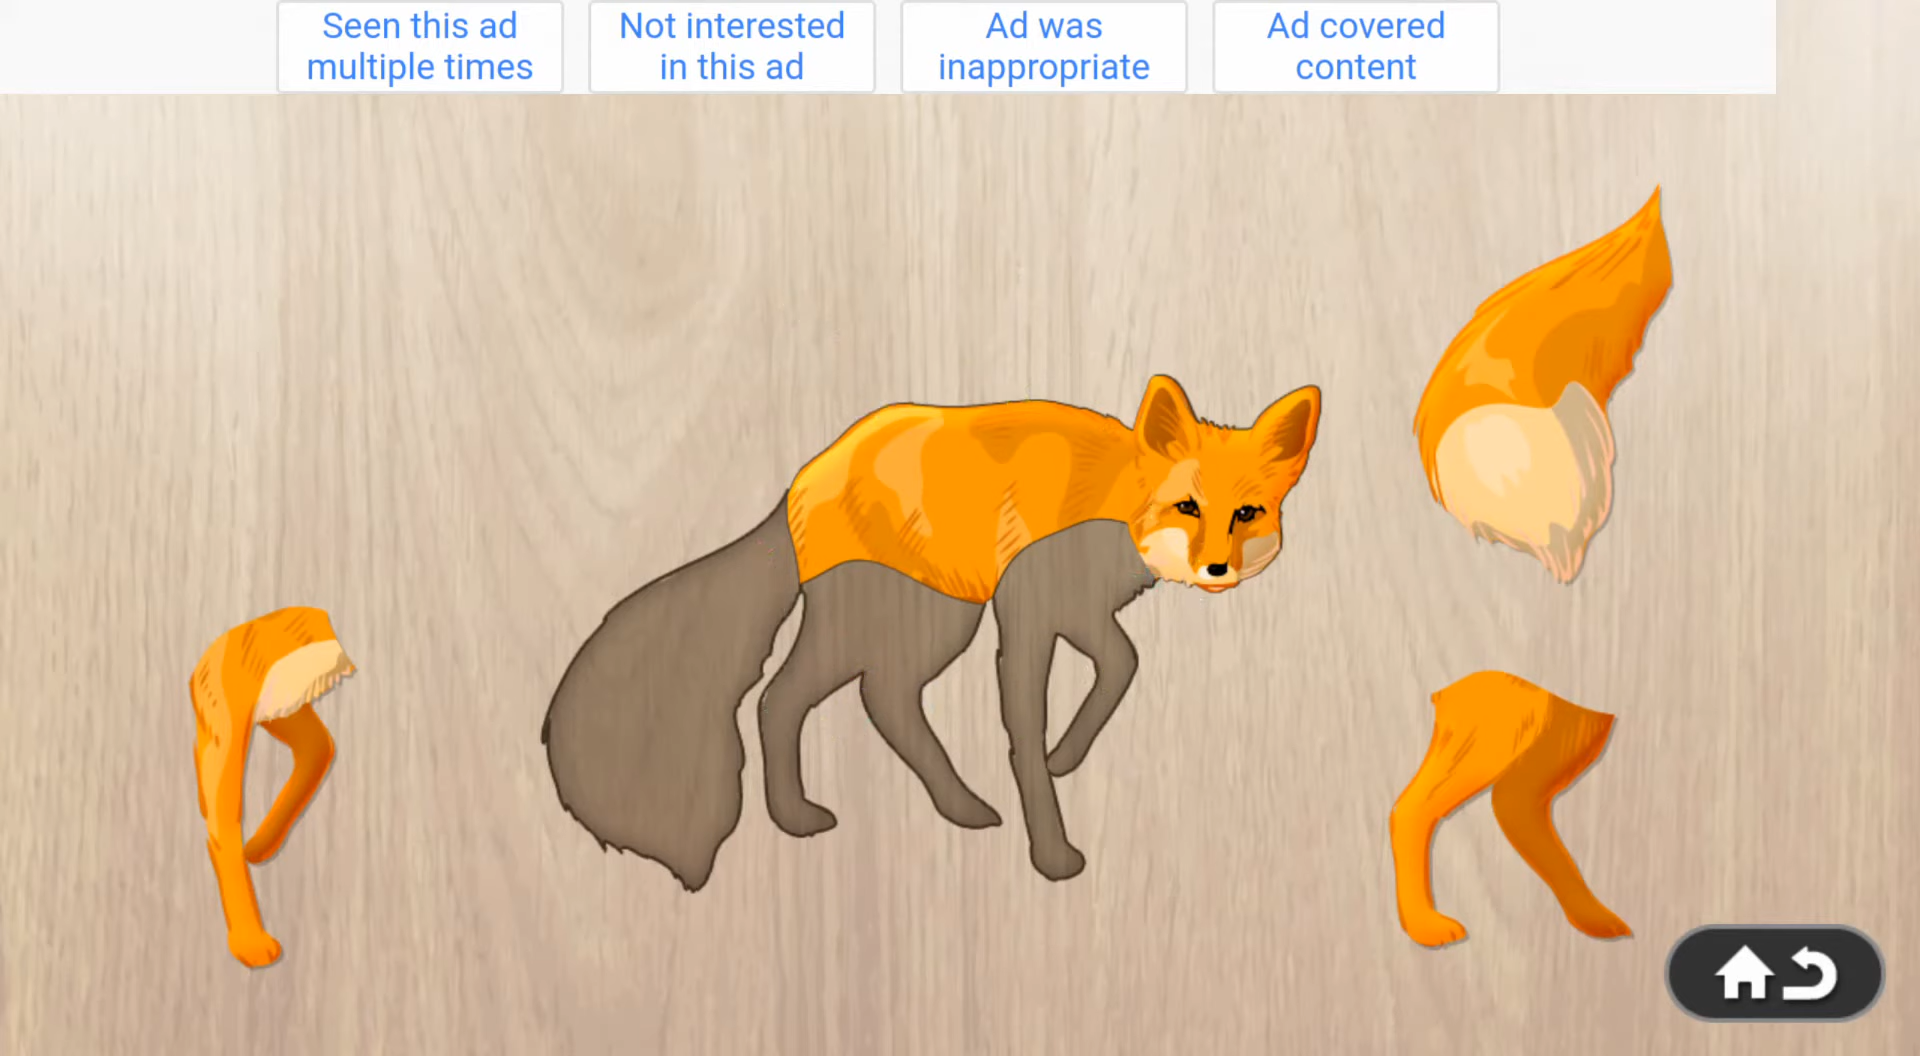 Seen this ad
multiple times
Not interested
in this ad
Ad was
inappropriate
Ad covered
content